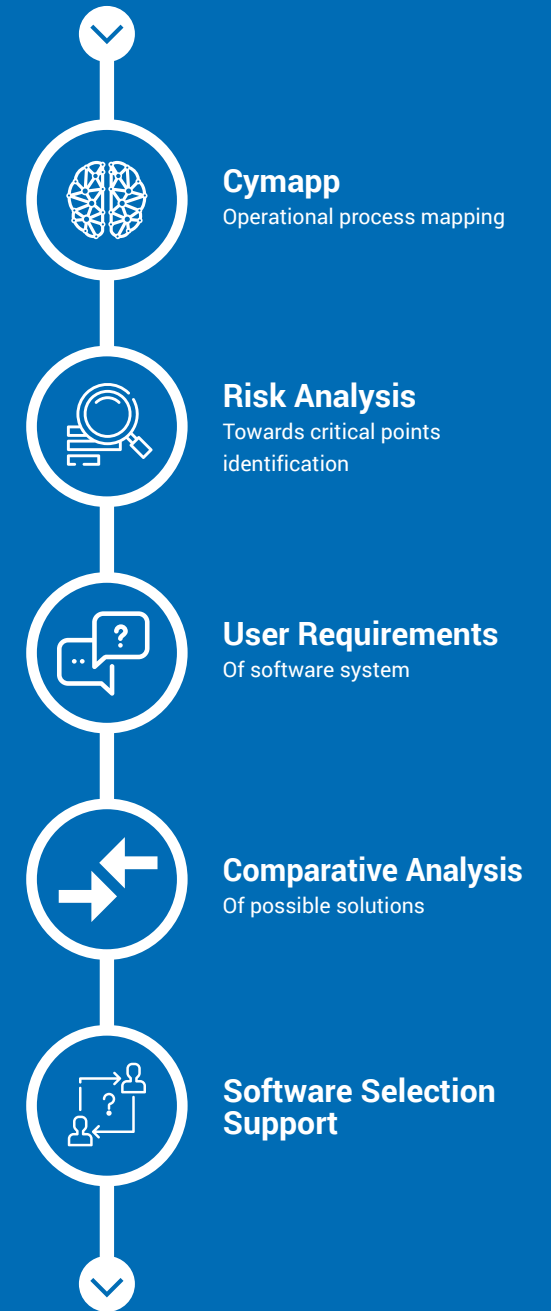 Cymapp
Operational process mapping
Risk Analysis
Towards critical points
identification
?
User Requirements
Of software system
Comparative Analysis
Of possible solutions
?
Software Selection
Support